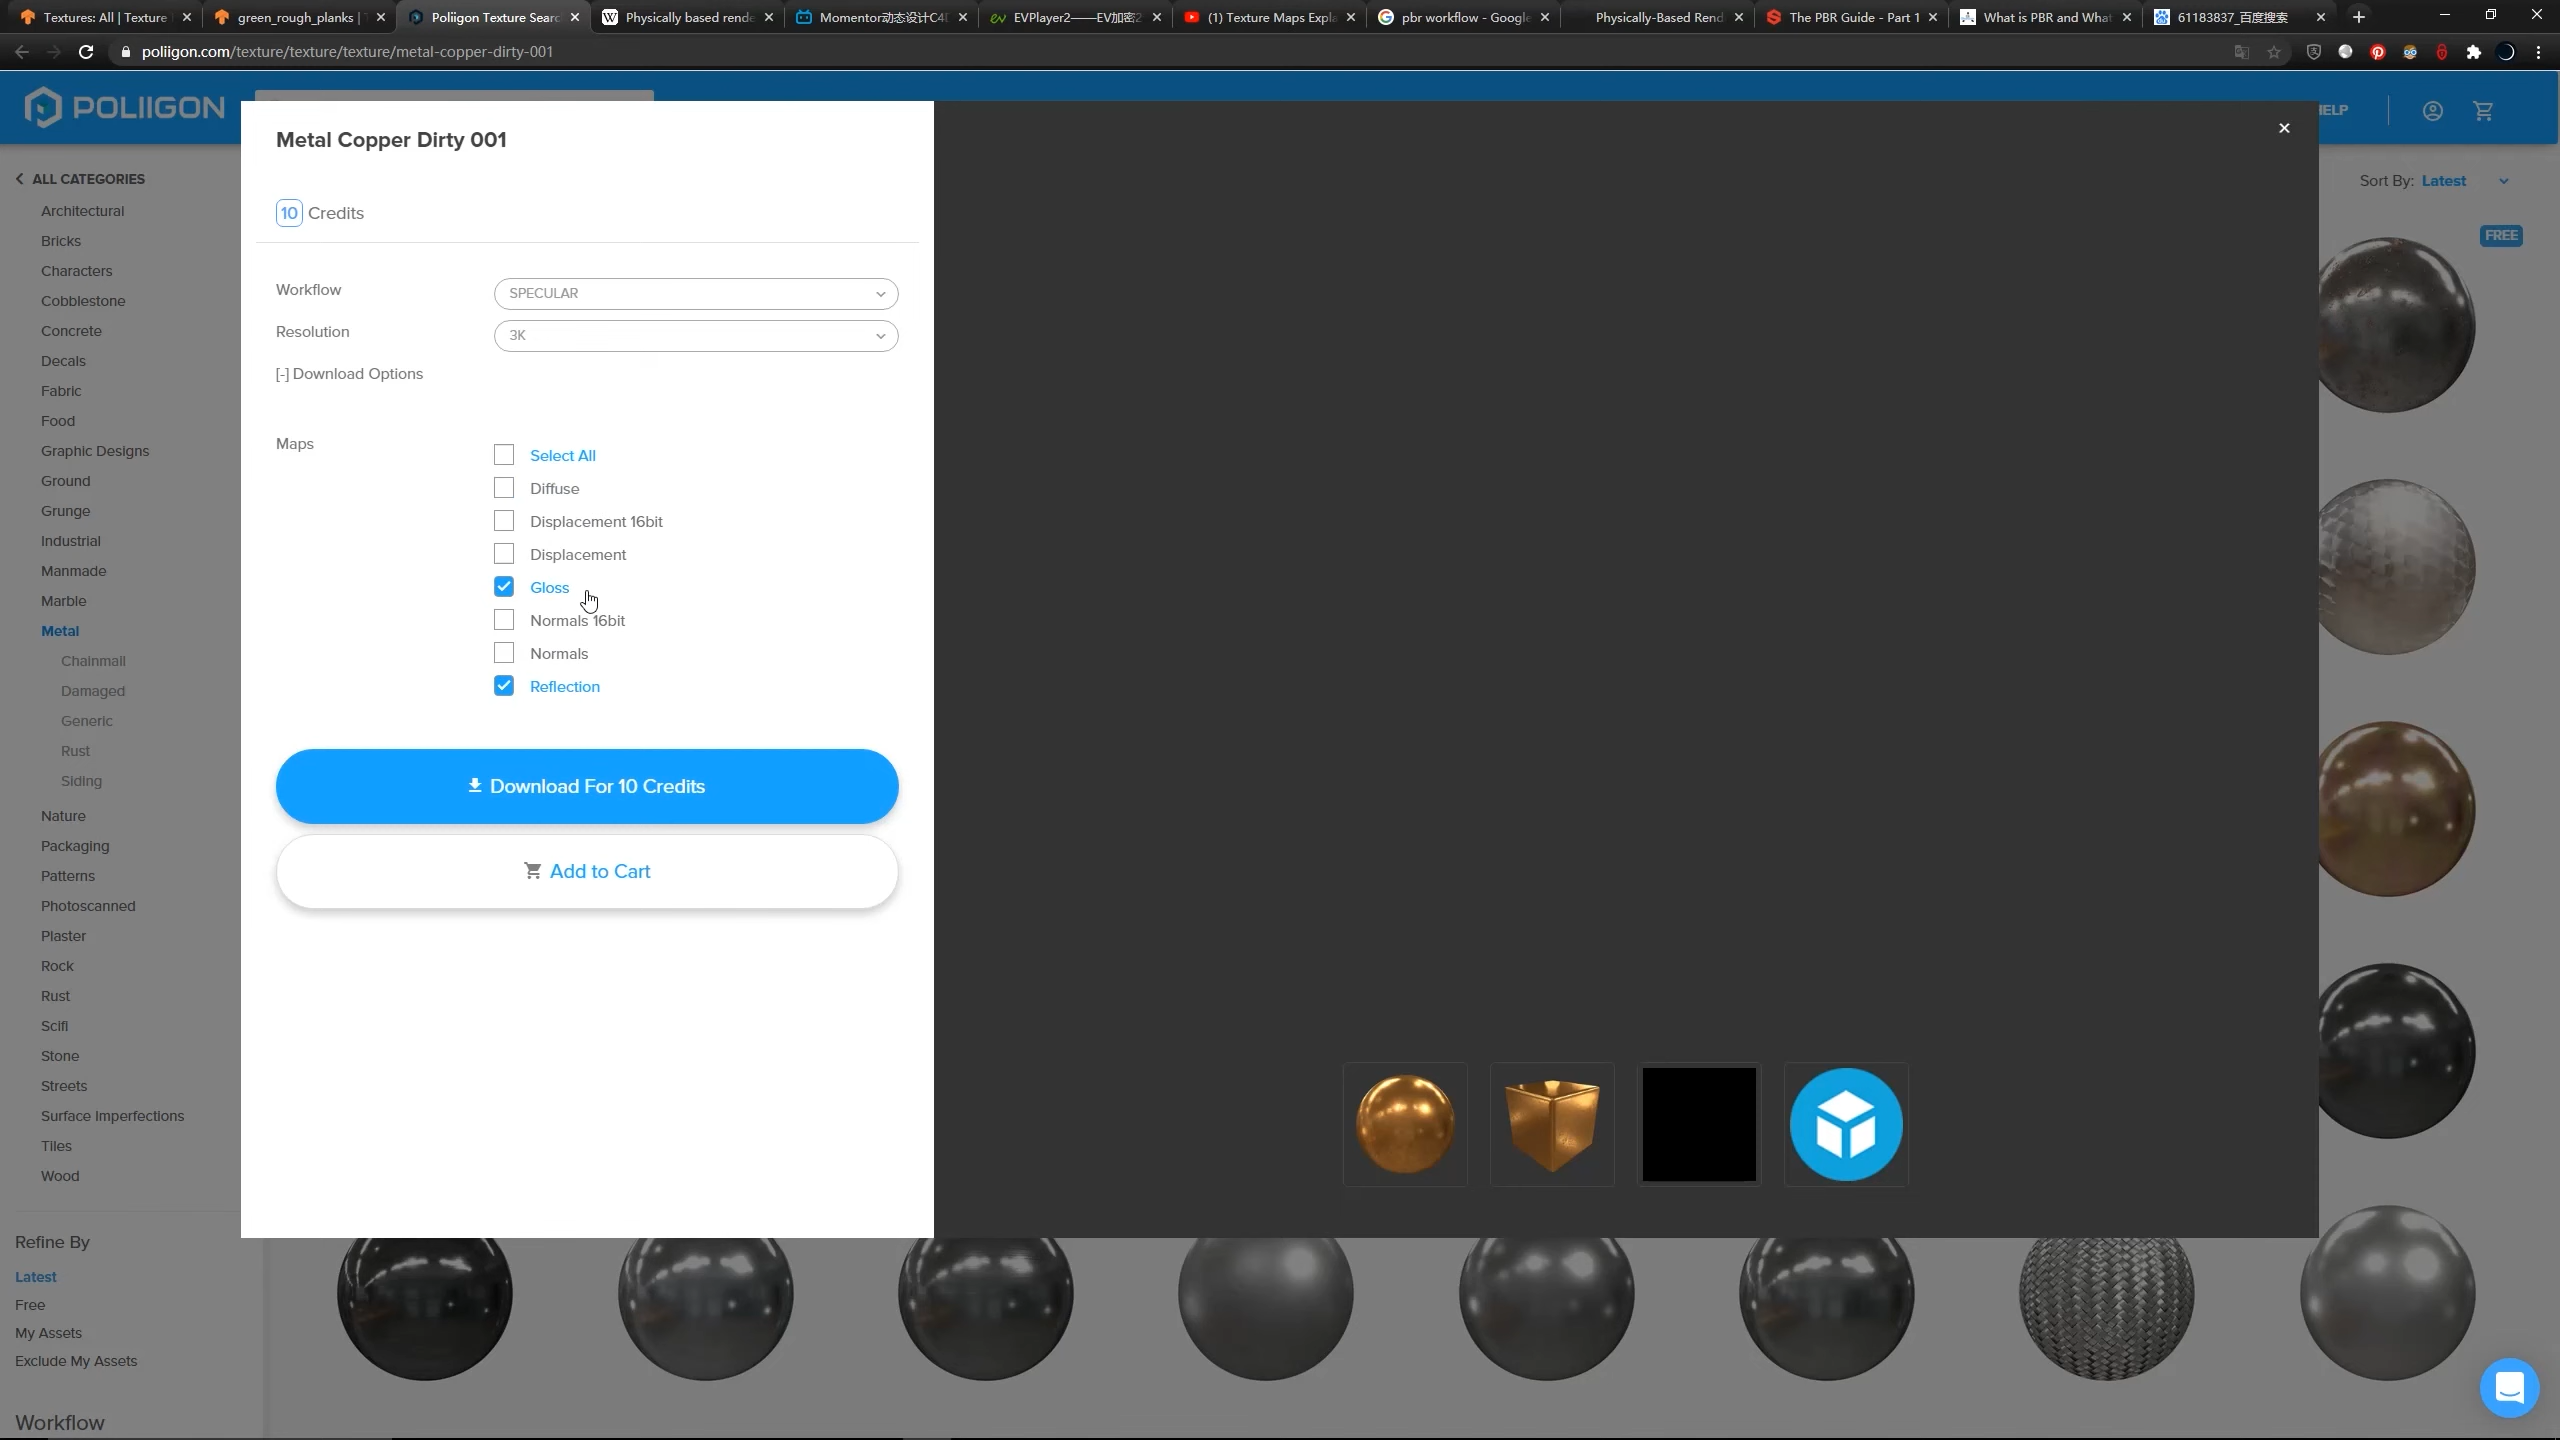 Textures: All | Texture
green_rough_planks | T
Poliigon Texture Searc
Physically based rende
Momentor动态设计C4D
EVPlayer2——EV加密2
(1) Texture Maps Expla
pbr workflow - Google
Physically-Based Rend
The PBR Guide - Part 1
What is PBR and What
61183837_百度搜索
poliigon.com/texture/texture/texture/metal-copper-dirty-001
POLIIGON
HELP
ALL CATEGORIES
Architectural
Bricks
Characters
Cobblestone
Concrete
Decals
Fabric
Food
Graphic Designs
Ground
Grunge
Industrial
Manmade
Marble
Metal
Chainmail
Damaged
Generic
Rust
Siding
Nature
Packaging
Patterns
Photoscanned
Plaster
Rock
Rust
Scifi
Stone
Streets
Surface Imperfections
Tiles
Wood
Refine By
Latest
Free
My Assets
Exclude My Assets
Workflow
Metal Copper Dirty 001
10 Credits
Workflow
SPECULAR
Resolution
3K
[-] Download Options
Maps
Select All
Diffuse
Displacement 16bit
Displacement
Gloss
Normals 16bit
Normals
Reflection
Download For 10 Credits
Add to Cart
Sort By: Latest
FREE